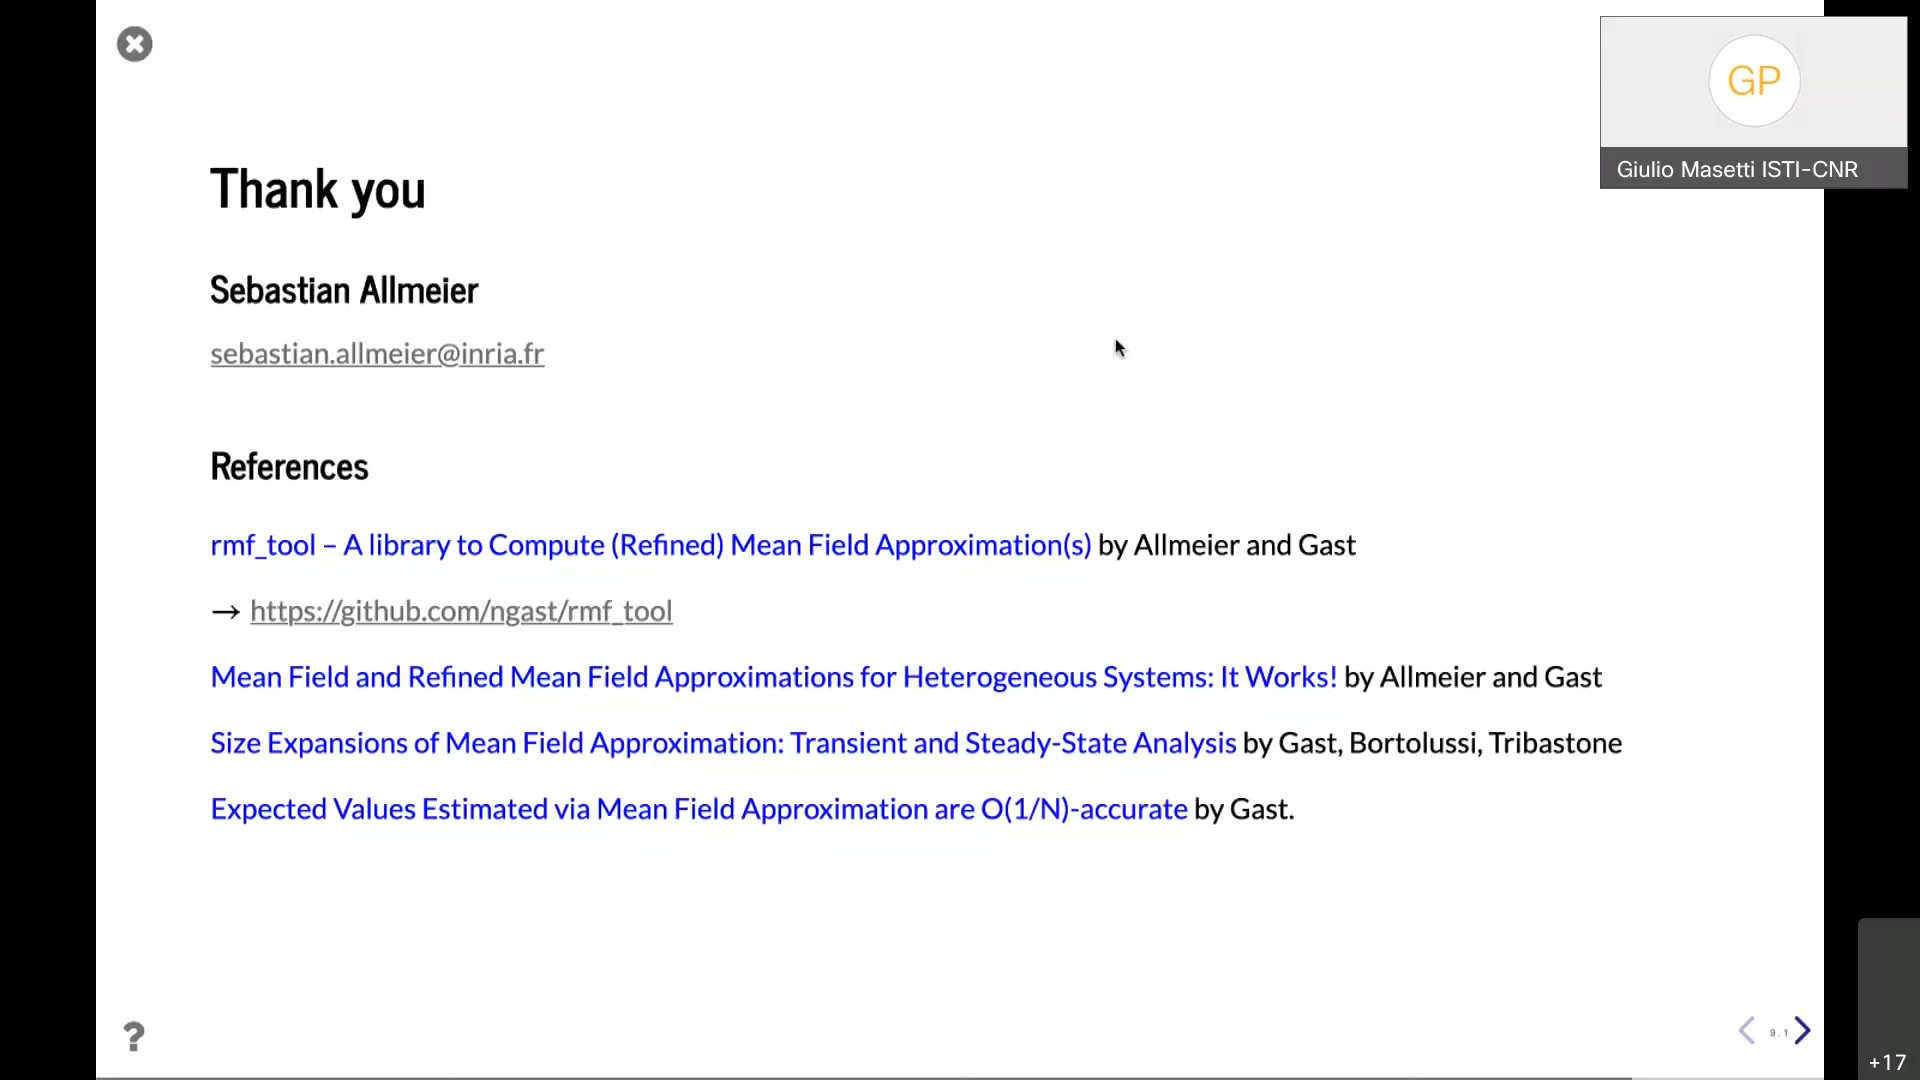 GP
Giulio Masetti ISTI-CNR
Thank you
Sebastian Allmeier
sebastian.allmeier@inria.fr
References
rmf_tool – A library to Compute (Refined) Mean Field Approximation(s) by Allmeier and Gast
→ https://github.com/ngast/rmf_tool
Mean Field and Refined Mean Field Approximations for Heterogeneous Systems: It Works! by Allmeier and Gast
Size Expansions of Mean Field Approximation: Transient and Steady-State Analysis by Gast, Bortolussi, Tribastone
Expected Values Estimated via Mean Field Approximation are O(1/N)-accurate by Gast.
?
9.1
+17